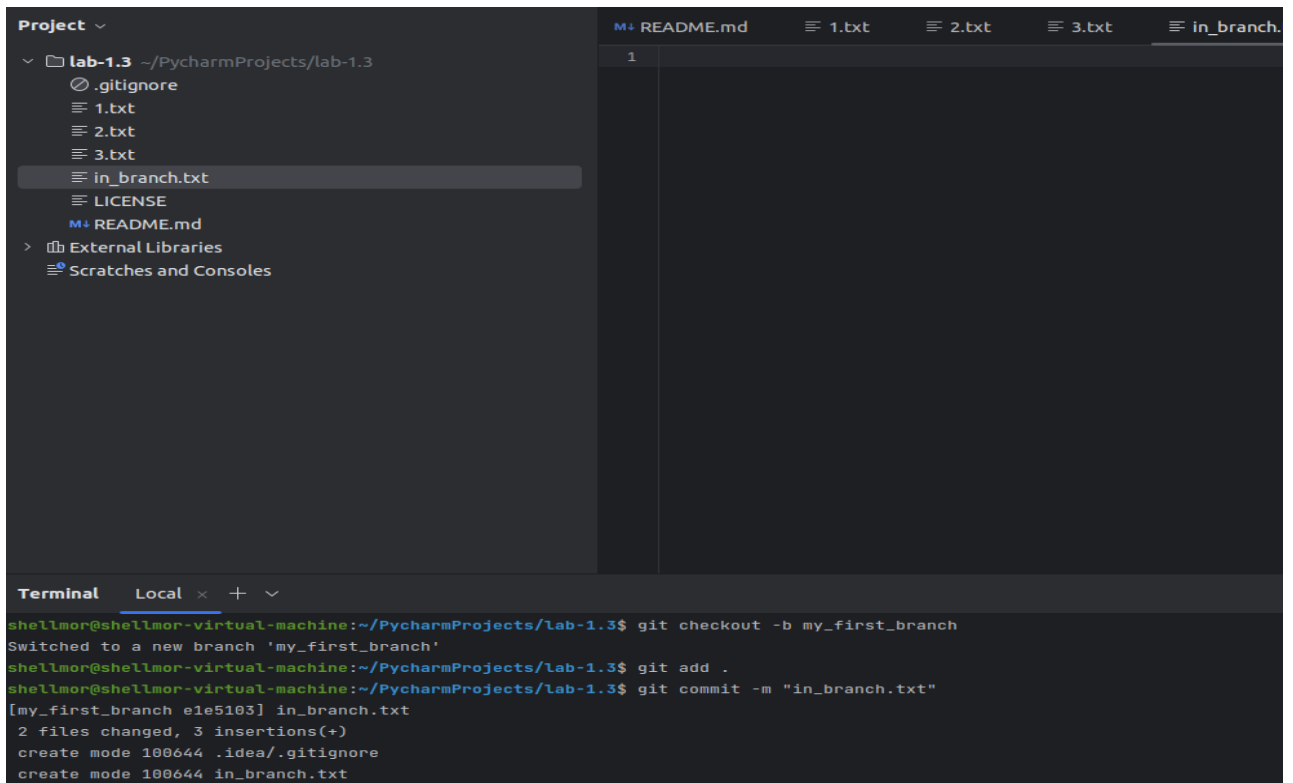 Project
lab-1.3 ~/PycharmProjects/lab-1.3
.gitignore
1.txt
2.txt
3.txt
in_branch.txt
LICENSE
M↓ README.md
External Libraries
Scratches and Consoles
M↓ README.md 1.txt 2.txt 3.txt in_branch.
1
Terminal Local × +
shellmor@shellmor-virtual-machine:~/PycharmProjects/lab-1.3$ git checkout -b my_first_branch
Switched to a new branch 'my_first_branch'
shellmor@shellmor-virtual-machine:~/PycharmProjects/lab-1.3$ git add .
shellmor@shellmor-virtual-machine:~/PycharmProjects/lab-1.3$ git commit -m "in_branch.txt"
[my_first_branch e1e5103] in_branch.txt
 2 files changed, 3 insertions(+)
 create mode 100644 .idea/.gitignore
 create mode 100644 in_branch.txt